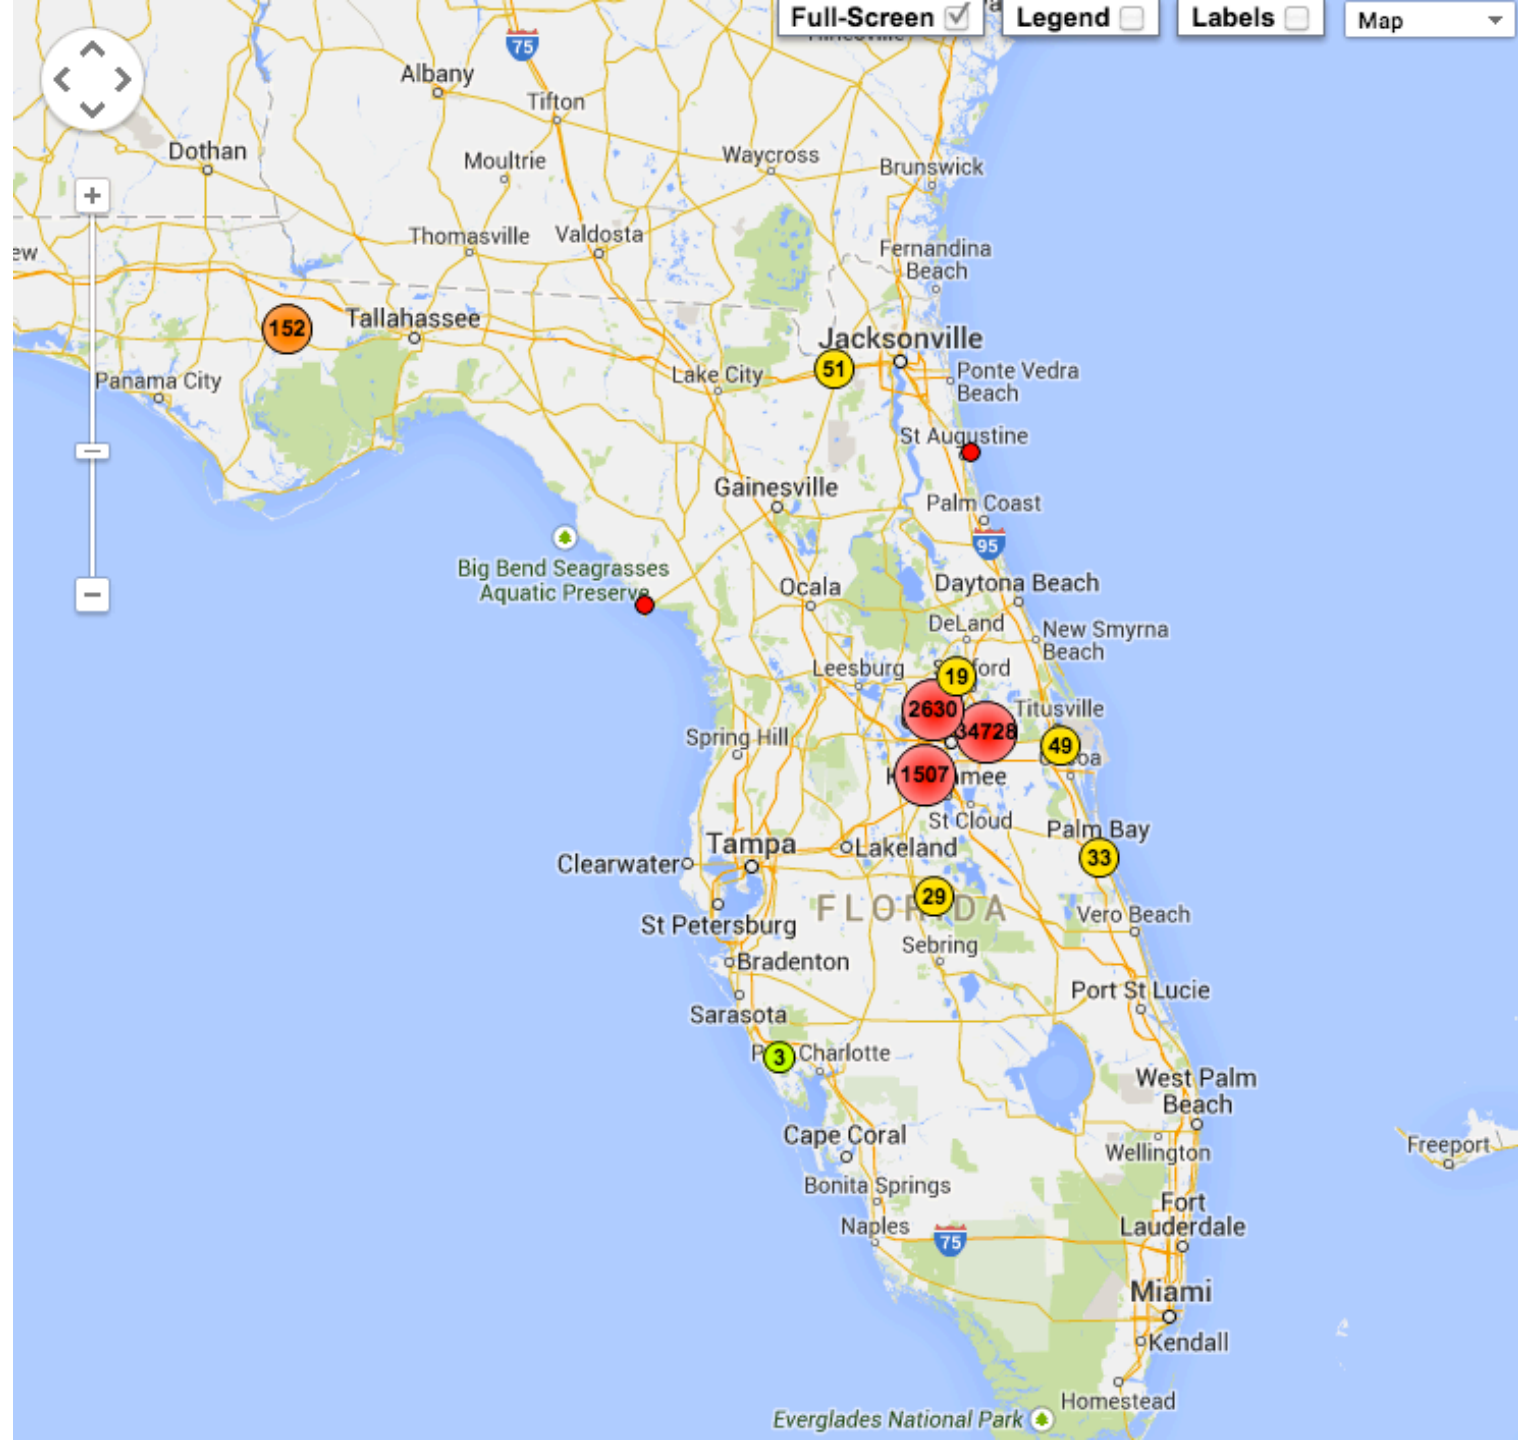 Full-Screen
Legend
Labels
Map
75
Albany
Tifton
Dothan
Moultrie
Waycross
Brunswick
Thomasville
Valdosta
ew
Fernandina
Beach
152
Tallahassee
Jacksonville
51
Lake City
Panama City
Ponte Vedra
Beach
St Augustine
Gainesville
Palm Coast
95
Big Bend Seagrasses
Aquatic Preserve
Ocala
Daytona Beach
DeLand
New Smyrna
Beach
Leesburg
19
2630
34728
Titusville
Spring Hill
49
1507
St Cloud
Palm Bay
Tampa
Lakeland
Clearwater
33
29
FLORIDA
St Petersburg
Vero Beach
Sebring
Bradenton
Port St Lucie
Sarasota
3
Charlotte
West Palm
Beach
Cape Coral
Wellington
Freeport
Bonita Springs
Fort
Lauderdale
Naples
75
Miami
Kendall
Homestead
Everglades National Park